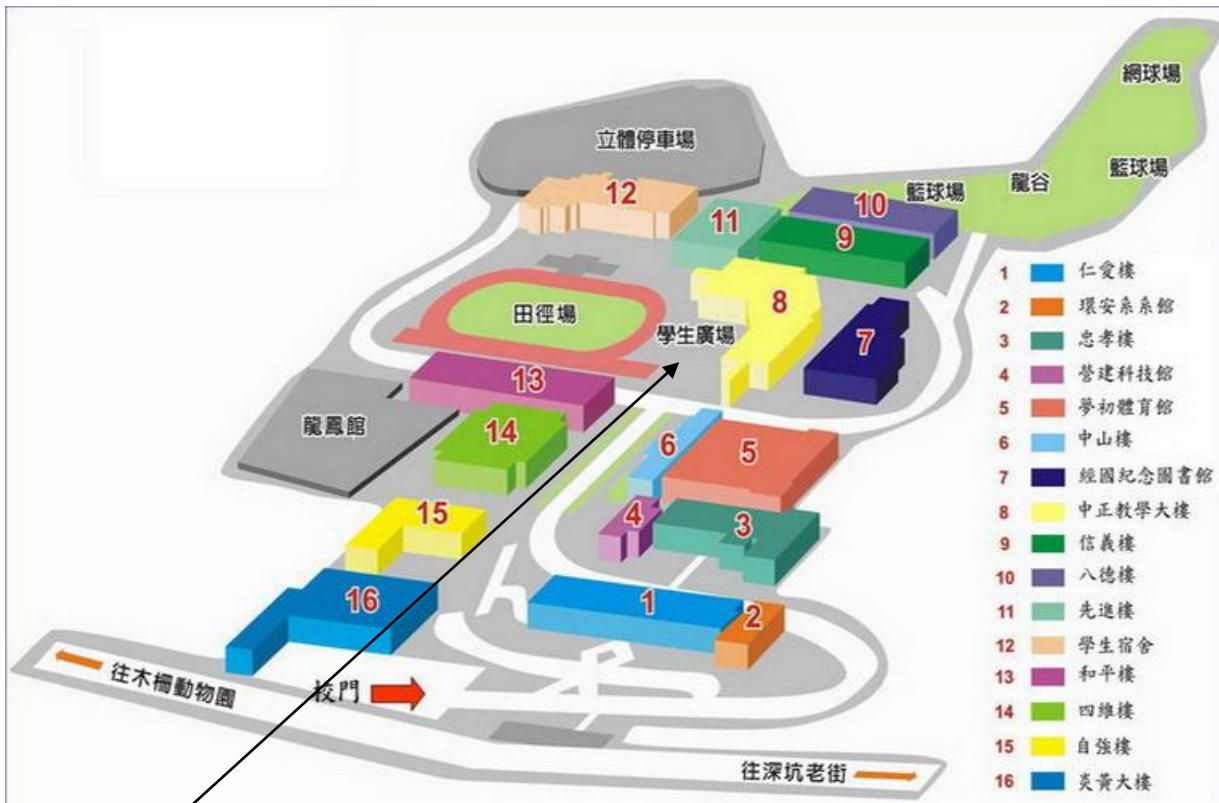 網球場
立體停車場
籃球場
龍谷
籃球場
12
11
10
9
8
7
田徑場
學生廣場
13
龍鳳館
14
6
5
15
4
3
16
1
2
校門
往木柵動物園
往深坑老街
1 仁愛樓
2 環安系系館
3 忠孝樓
4 營建科技館
5 夢初體育館
6 中山樓
7 經國紀念圖書館
8 中正教學大樓
9 信義樓
10 八德樓
11 先進樓
12 學生宿舍
13 和平樓
14 四維樓
15 自強樓
16 炎黃大樓